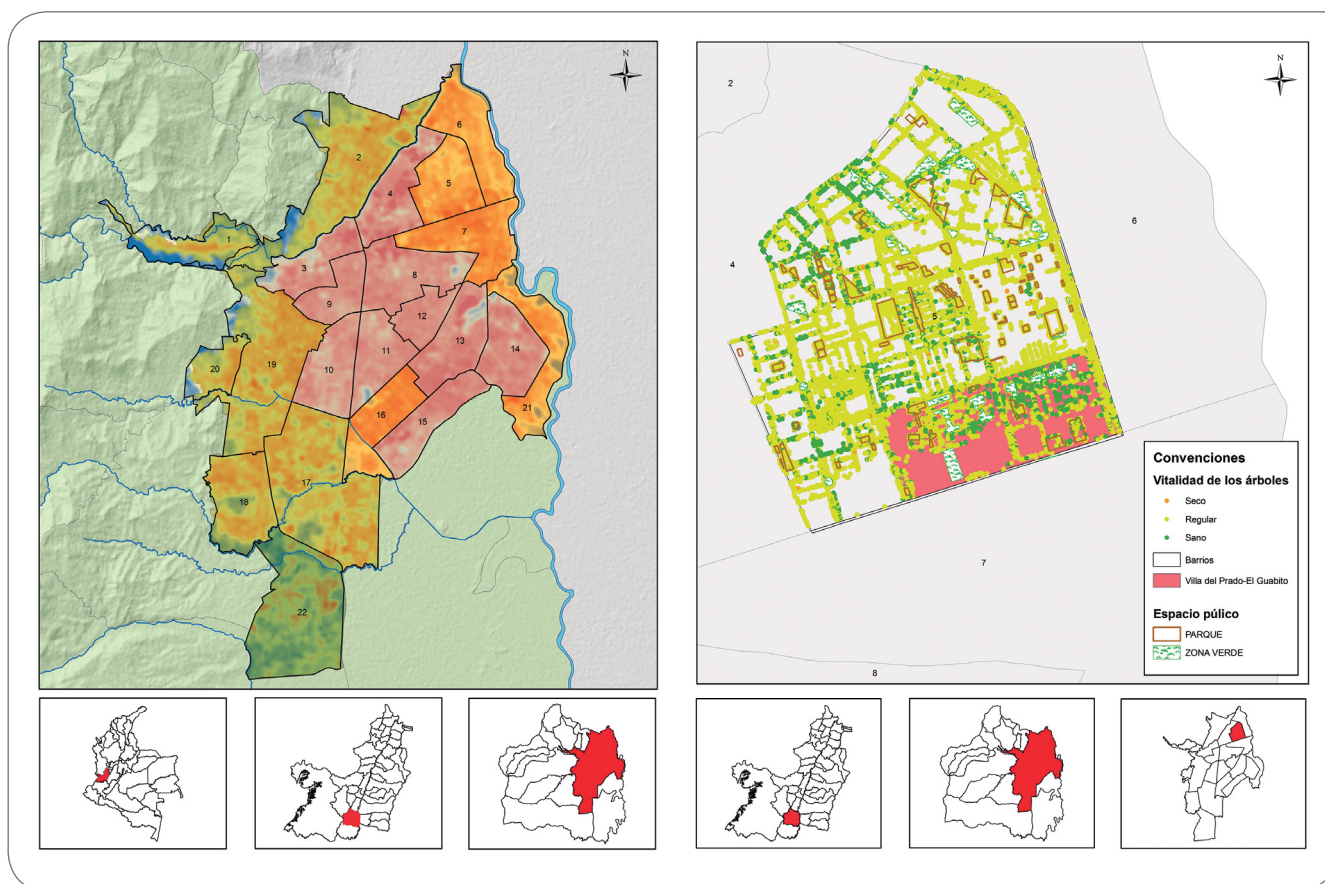 N
6
2
5
4
7
1
3
8
9
12
13
14
11
10
19
20
16
21
15
17
18
22
N
2
6
4
5
7
8
Convenciones
Vitalidad de los árboles
Seco
Regular
Sano
Barrios
Villa del Prado-El Guabito
Espacio púlico
PARQUE
ZONA VERDE